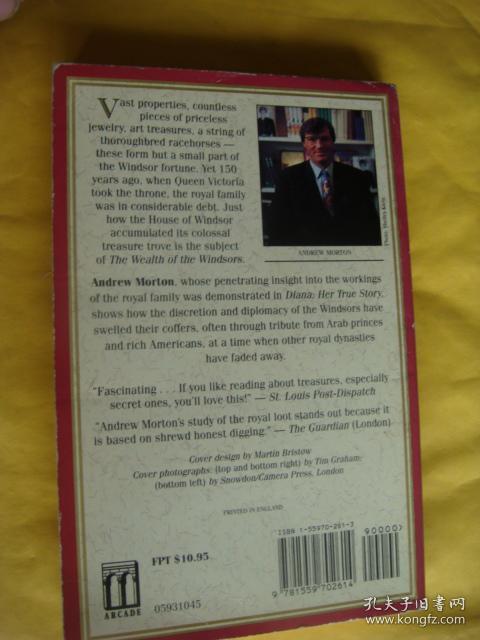 Vast properties, countless
pieces of priceless
jewelry, art treasures, a string of
thoroughbred racehorses —
these form but a small part of
the Windsor fortune. Yet 150
years ago, when Queen Victoria
took the throne, the royal family
was in considerable debt. Just
how the House of Windsor
accumulated its colossal
treasure trove is the subject
of The Wealth of the Windsors.
Photo: Shelley Klein
ANDREW MORTON
Andrew Morton, whose penetrating insight into the workings
of the royal family was demonstrated in Diana: Her True Story,
shows how the discretion and diplomacy of the Windsors have
swelled their coffers, often through tribute from Arab princes
and rich Americans, at a time when other royal dynasties
have faded away.
"Fascinating . . . If you like reading about treasures, especially
secret ones, you'll love this!" — St. Louis Post-Dispatch
"Andrew Morton's study of the royal loot stands out because it
is based on shrewd honest digging." — The Guardian (London)
Cover design by Martin Bristow
Cover photographs: (top and bottom right) by Tim Graham;
(bottom left) by Snowdon/Camera Press, London
PRINTED IN ENGLAND
ISBN 1-55970-261-3
90000>
9 781559 702614
FPT $10.95
ARCADE
05931045
孔夫子旧书网
www.kongfz.com